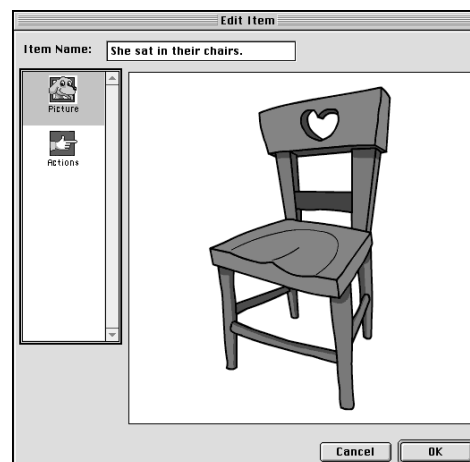 Edit Item
Item Name: She sat in their chairs.
Picture
Actions
Cancel OK